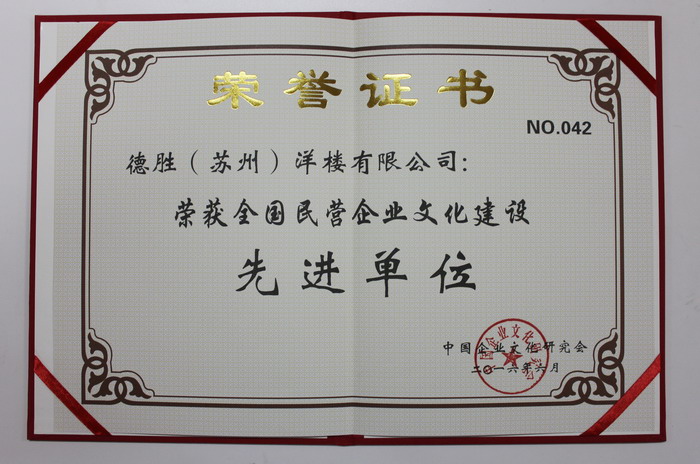 荣誉证书
NO.042
德胜（苏州）洋楼有限公司：
荣获全国民营企业文化建设
先进单位
中国企业文化研究会
二〇一六年六月